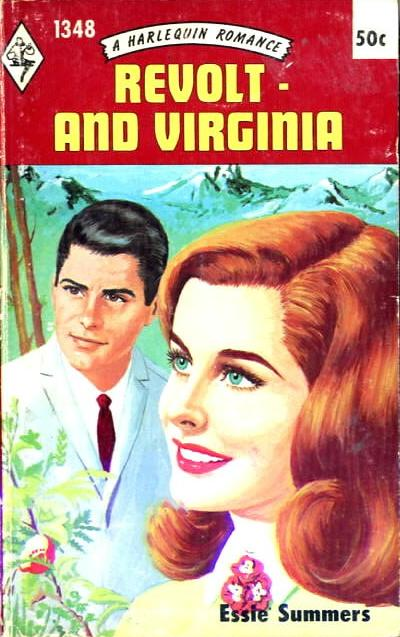 1348
A HARLEQUIN ROMANCE
50c
REVOLT -
AND VIRGINIA
Essie Summers